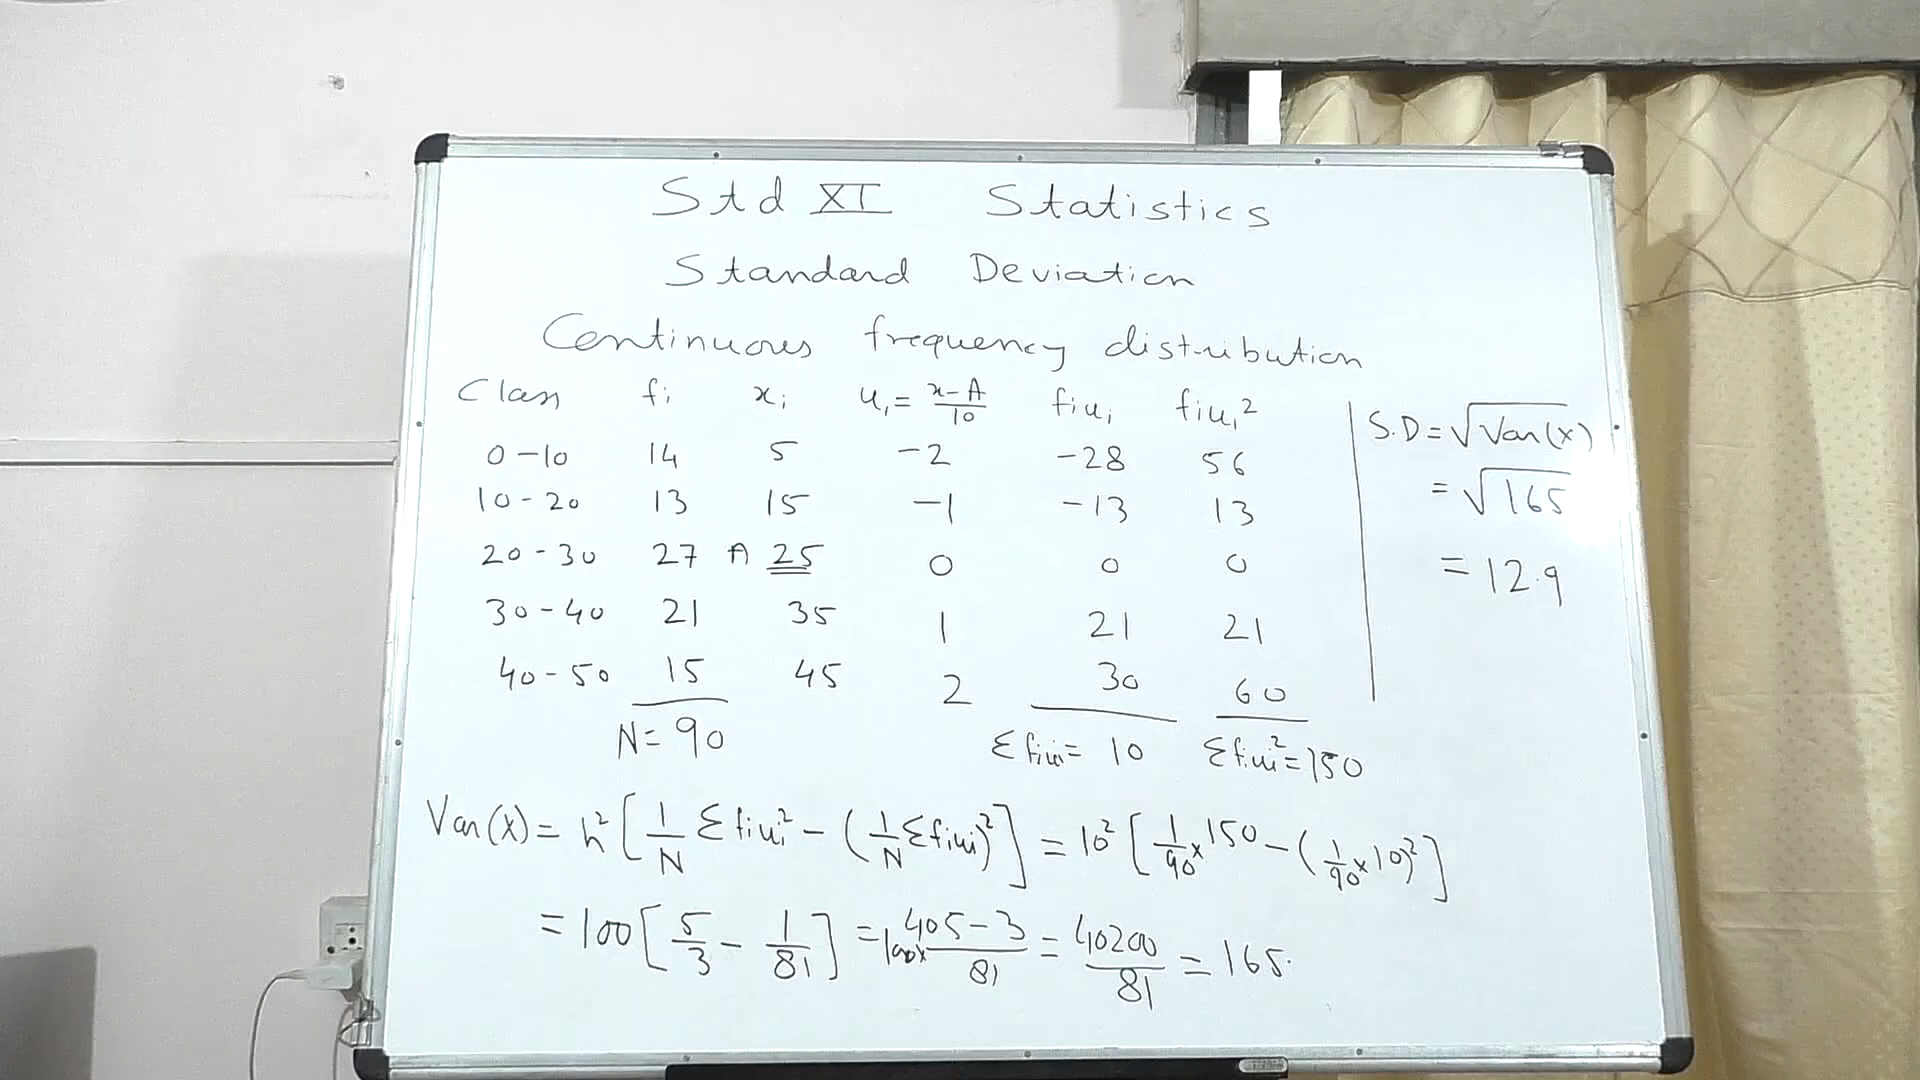 Std XI Statistics
Standard Deviation
Continuous frequency distribution
Class fi xi ui = (x-A)/10 fiui fiui²
0-10 14 5 -2 -28 56
10-20 13 15 -1 -13 13
20-30 27 A 25 0 0 0
30-40 21 35 1 21 21
40-50 15 45 2 30 60
N= 90 Σfiui= 10 Σfiui²=150
S.D = √Var(x)
= √165
= 12.9
Var(X) = h² [1/N Σfiui² - (1/N Σfiui)²] = 10² [1/90 × 150 - (1/90 × 10)²]
= 100 [5/3 - 1/81] = 100 × (405-3)/81 = 40200/81 = 165.